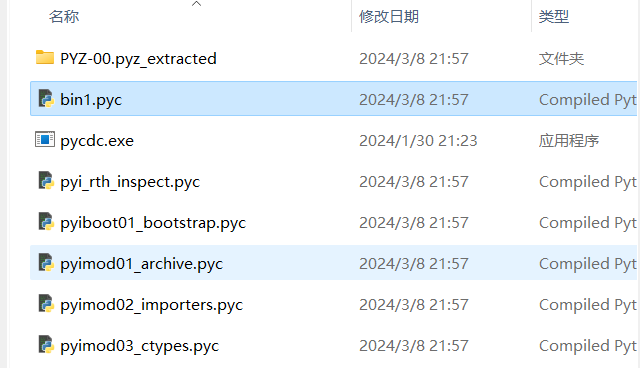 名称 修改日期 类型
PYZ-00.pyz_extracted 2024/3/8 21:57 文件夹
bin1.pyc 2024/3/8 21:57 Compiled Pyt
pycdc.exe 2024/1/30 21:23 应用程序
pyi_rth_inspect.pyc 2024/3/8 21:57 Compiled Pyt
pyiboot01_bootstrap.pyc 2024/3/8 21:57 Compiled Pyt
pyimod01_archive.pyc 2024/3/8 21:57 Compiled Pyt
pyimod02_importers.pyc 2024/3/8 21:57 Compiled Pyt
pyimod03_ctypes.pyc 2024/3/8 21:57 Compiled Pyt